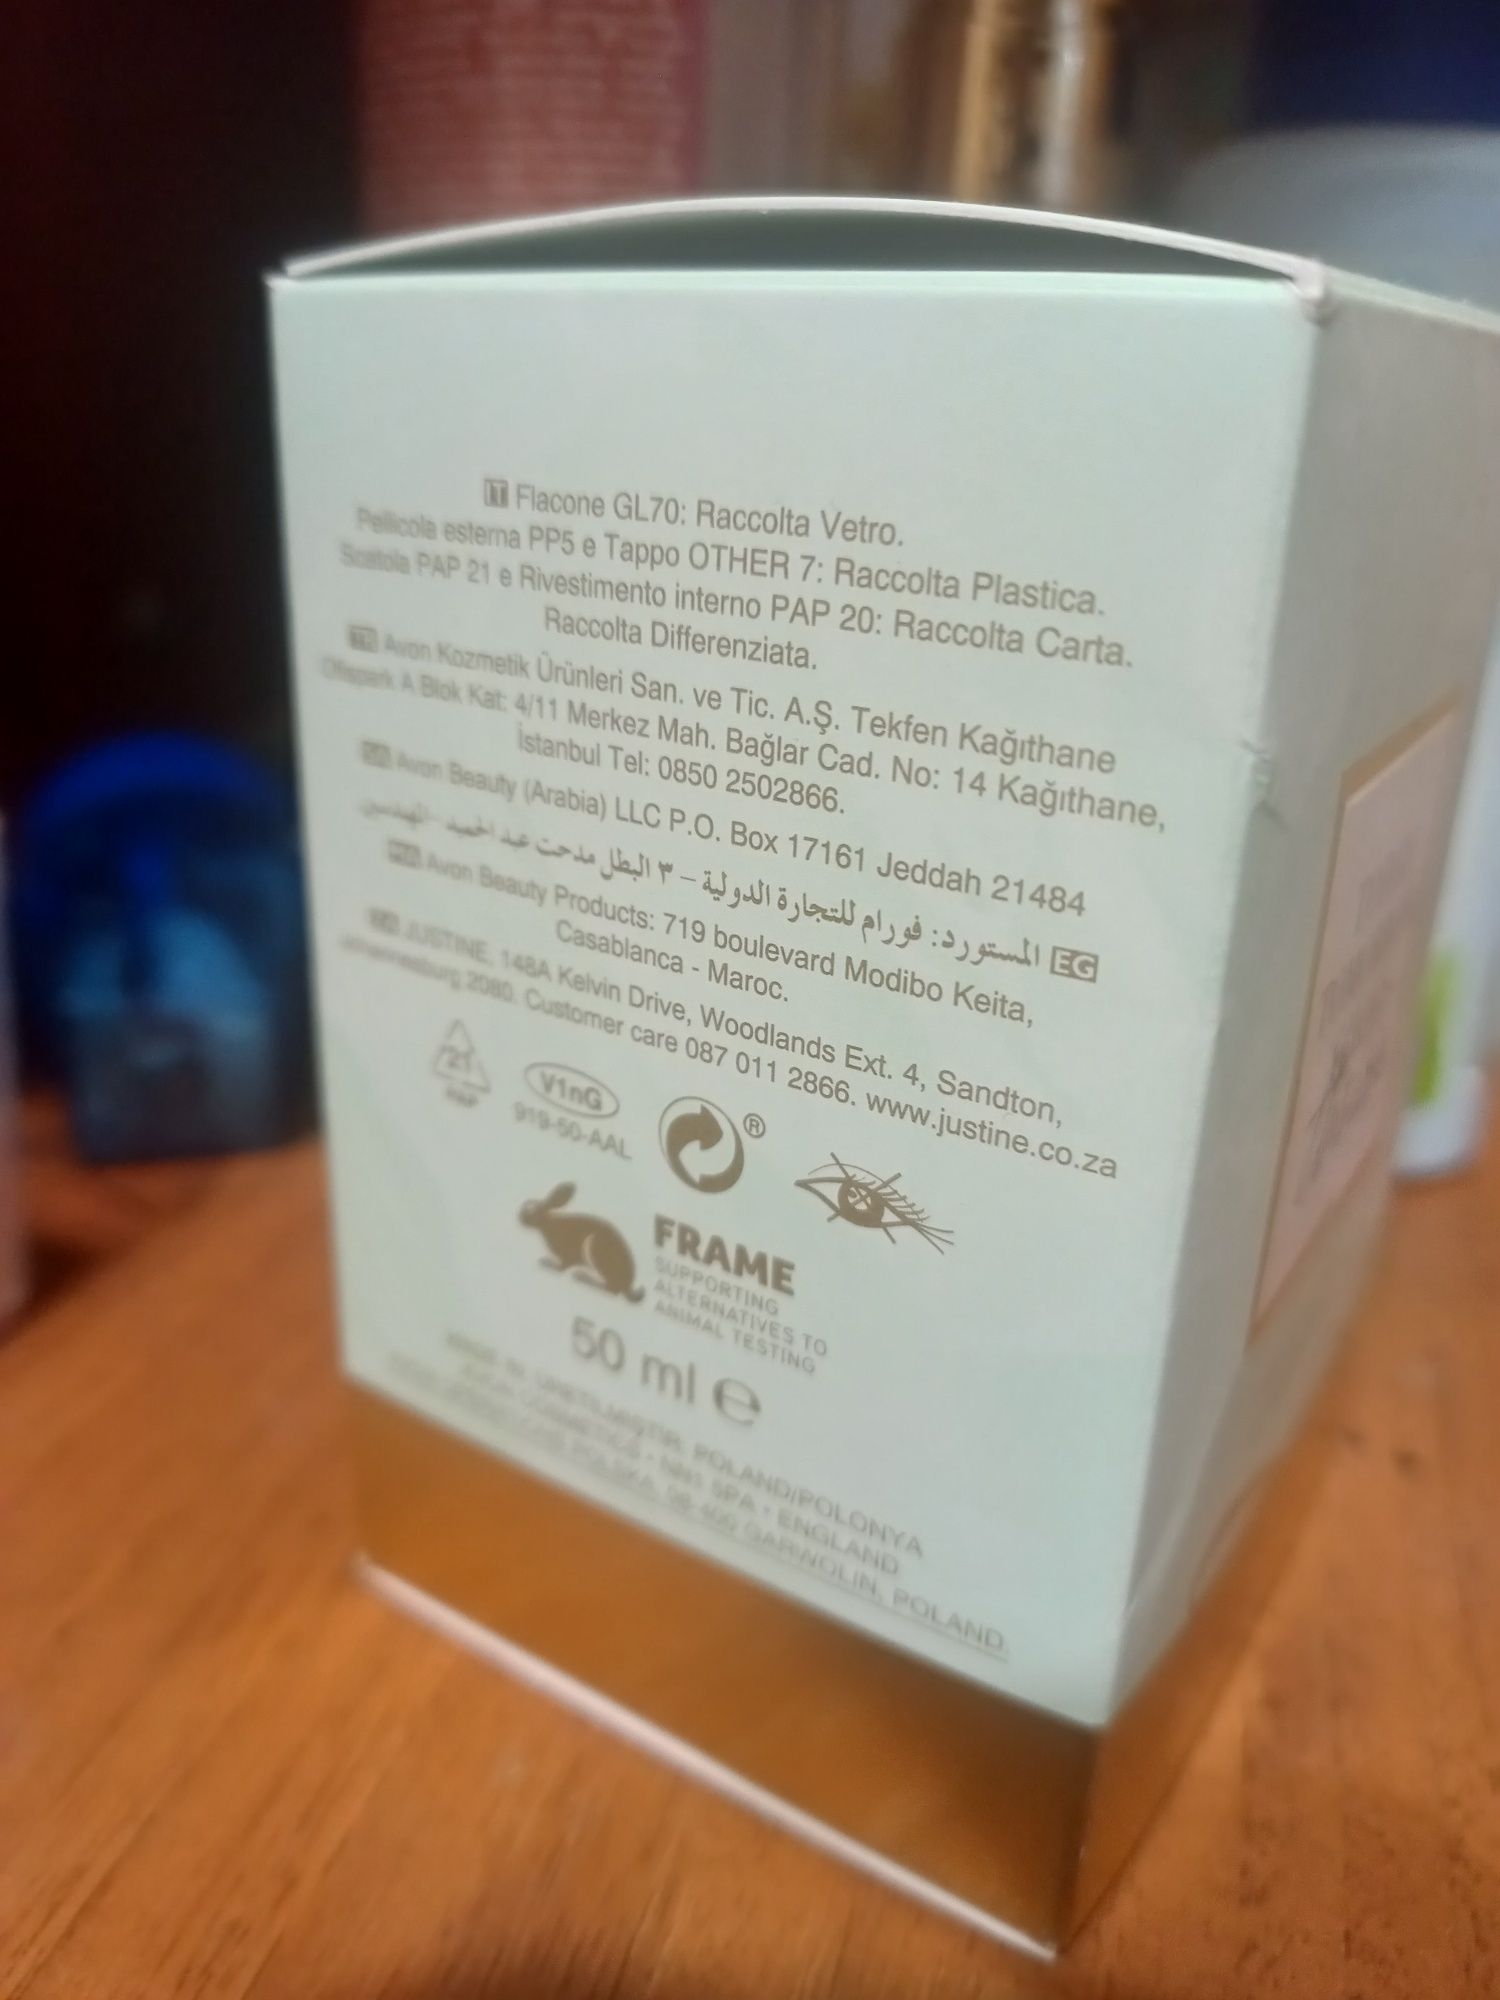 IT Flacone GL70: Raccolta Vetro.
Pellicola esterna PP5 e Tappo OTHER 7: Raccolta Plastica.
Scatola PAP 21 e Rivestimento interno PAP 20: Raccolta Carta.
Raccolta Differenziata.
Avon Kozmetik Ürünleri San. ve Tic. A.Ş. Tekfen Kağıthane
Ofispark A Blok Kat: 4/11 Merkez Mah. Bağlar Cad. No: 14 Kağıthane,
İstanbul Tel: 0850 2502866.
Avon Beauty (Arabia) LLC P.O. Box 17161 Jeddah 21484
EG المستورد: فورام للتجارة الدولية – ٣ البطل مدحت عبد الحميد -المهندسين
Avon Beauty Products: 719 boulevard Modibo Keita,
Casablanca - Maroc.
JUSTINE, 148A Kelvin Drive, Woodlands Ext. 4, Sandton,
Johannesburg 2080. Customer care 087 011 2866. www.justine.co.za
21
PAP
V1nG
919-50-AAL
®
FRAME
SUPPORTING
ALTERNATIVES TO
ANIMAL TESTING
50 ml ℮
MADE IN POLAND/POLONYA
AVON COSMETICS • NN1 5PA • ENGLAND
POLSKA, 08-400 GARWOLIN, POLAND